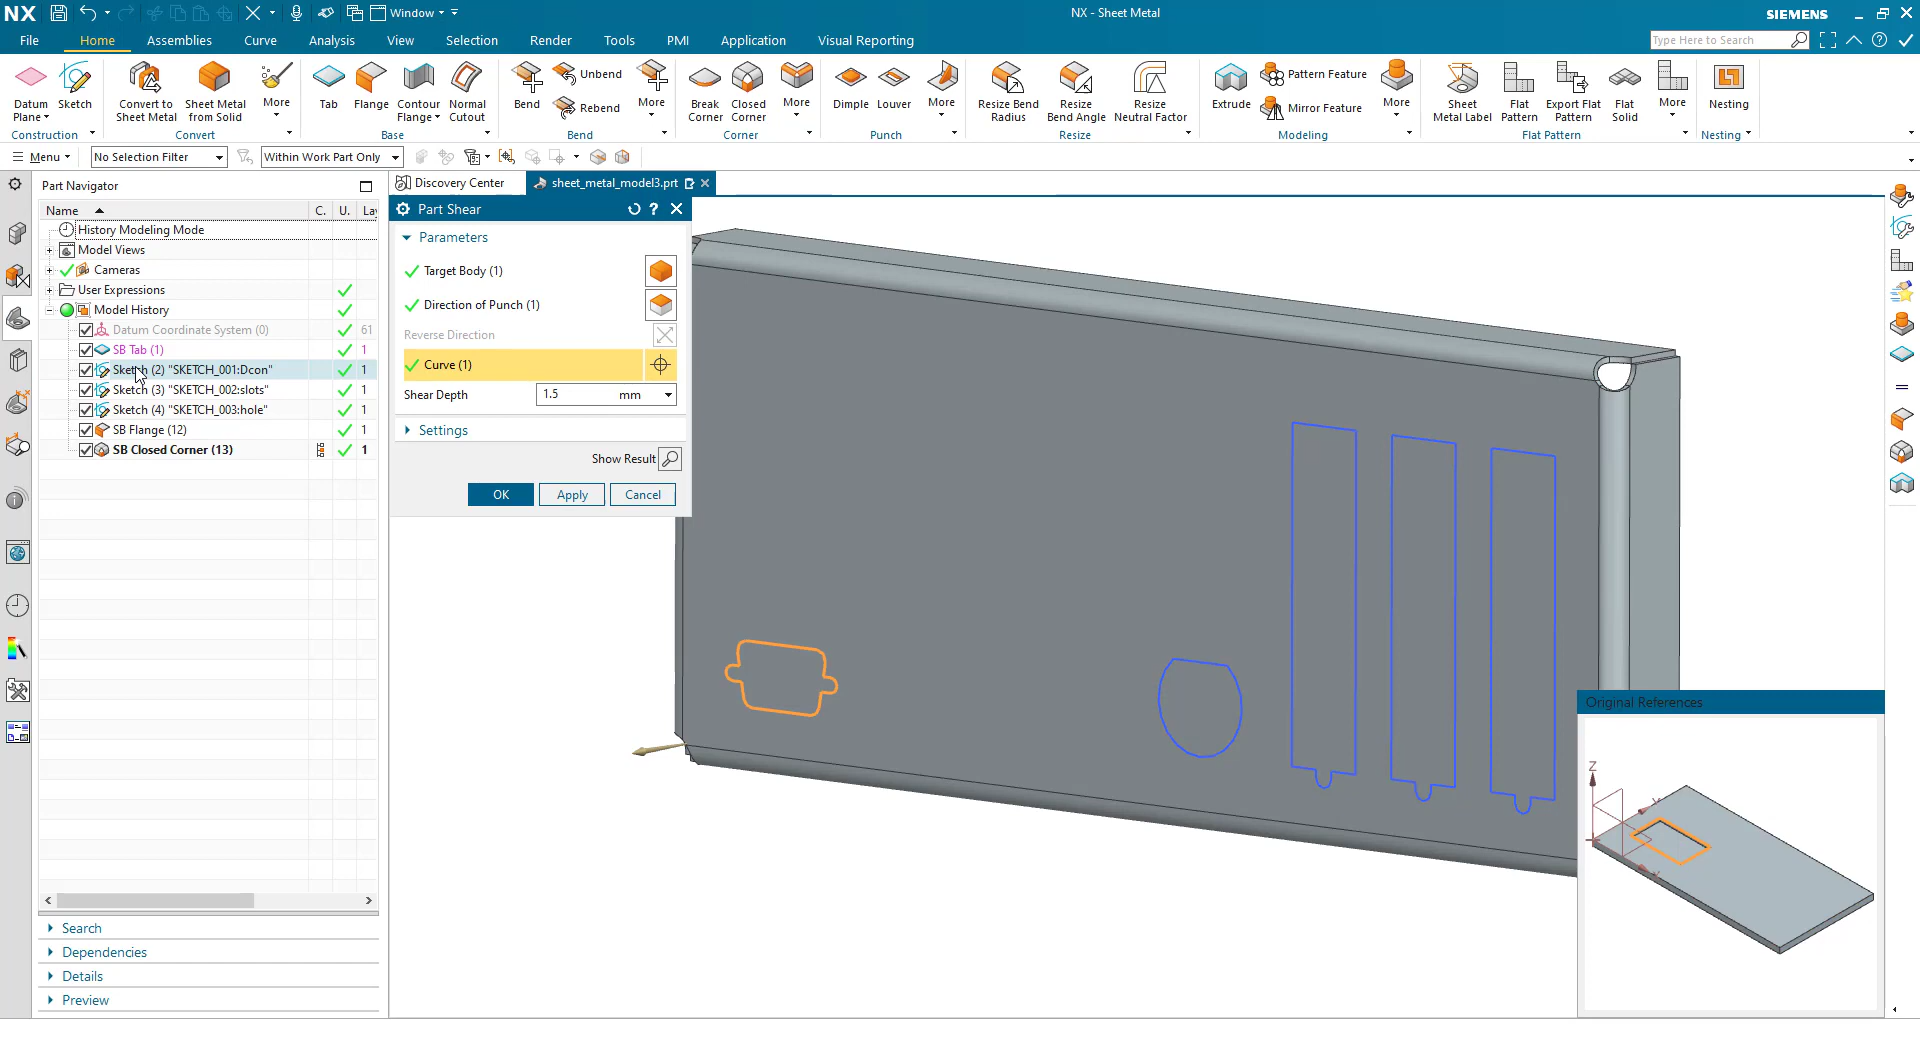 NX
Window
NX - Sheet Metal
SIEMENS
File
Home
Assemblies
Curve
Analysis
View
Selection
Render
Tools
PMI
Application
Visual Reporting
Type Here to Search
Datum Plane
Sketch
Construction
Convert to Sheet Metal
Sheet Metal from Solid
More
Convert
Tab
Flange
Contour Flange
Normal Cutout
Base
Bend
Unbend
Rebend
More
Bend
Break Corner
Closed Corner
More
Corner
Dimple
Louver
More
Punch
Resize Bend Radius
Resize Bend Angle
Resize Neutral Factor
Resize
Extrude
Pattern Feature
Mirror Feature
More
Modeling
Sheet Metal Label
Flat Pattern
Export Flat Pattern
Flat Solid
More
Flat Pattern
Nesting
Nesting
Menu
No Selection Filter
Within Work Part Only
Part Navigator
Discovery Center
sheet_metal_model3.prt
Name
C.
U.
La
History Modeling Mode
Model Views
Cameras
User Expressions
Model History
Datum Coordinate System (0)
61
SB Tab (1)
1
Sketch (2) "SKETCH_001:Dcon"
1
Sketch (3) "SKETCH_002:slots"
1
Sketch (4) "SKETCH_003:hole"
1
SB Flange (12)
1
SB Closed Corner (13)
1
Search
Dependencies
Details
Preview
Part Shear
?
Parameters
Target Body (1)
Direction of Punch (1)
Reverse Direction
Curve (1)
Shear Depth
1.5
mm
Settings
Show Result
OK
Apply
Cancel
Original References
Z